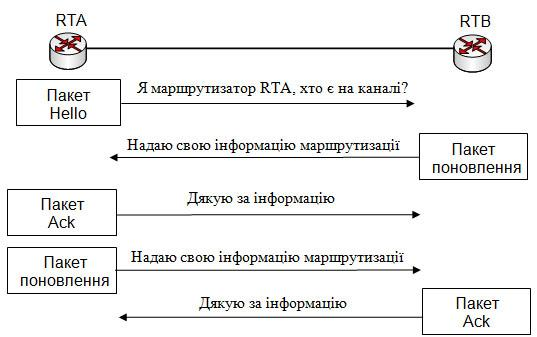 RTA
RTB
Пакет
Hello
Я маршрутизатор RTA, хто є на каналі?
Надаю свою інформацію маршрутизації
Пакет
поновлення
Пакет
Ack
Дякую за інформацію
Пакет
поновлення
Надаю свою інформацію маршрутизації
Дякую за інформацію
Пакет
Ack